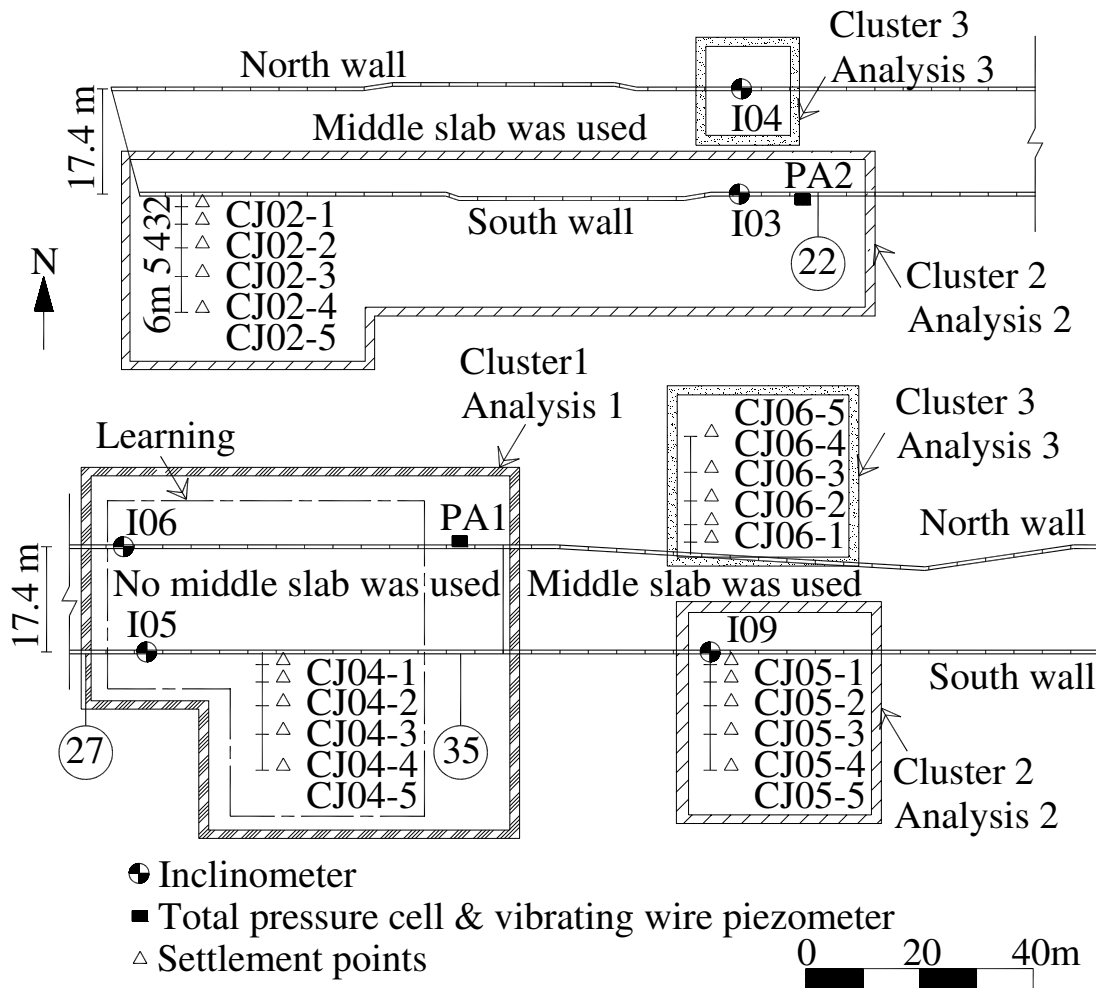 Cluster 3
Analysis 3
North wall
I04
17.4 m
Middle slab was used
PA2
I03
South wall
22
2
3
4
5
6m
CJ02-1
CJ02-2
CJ02-3
CJ02-4
CJ02-5
N
Cluster 2
Analysis 2
Cluster1
Analysis 1
Learning
CJ06-5
CJ06-4
CJ06-3
CJ06-2
CJ06-1
Cluster 3
Analysis 3
I06
PA1
North wall
17.4 m
No middle slab was used
Middle slab was used
I05
I09
South wall
27
35
CJ04-1
CJ04-2
CJ04-3
CJ04-4
CJ04-5
CJ05-1
CJ05-2
CJ05-3
CJ05-4
CJ05-5
Cluster 2
Analysis 2
Inclinometer
Total pressure cell & vibrating wire piezometer
Settlement points
0 20 40m